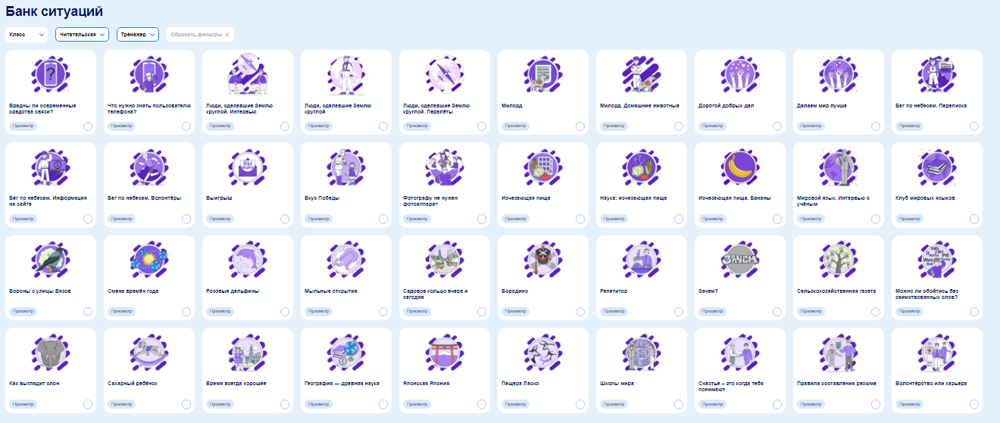 Банк ситуаций
Класс
Читательская
Тренажер
Сбросить фильтры
?
Вредны ли современные
средства связи?
Просмотр
Что нужно знать пользователю
телефона?
Просмотр
Люди, сделавшие Землю
круглой. Интервью
Просмотр
Люди, сделавшие Землю
круглой
Просмотр
Люди, сделавшие Землю
круглой. Перелёты
Просмотр
Милорд
Просмотр
Милорд. Домашние животные
Просмотр
Дорогой добрых дел
Просмотр
Делаем мир лучше
Просмотр
Бег по небесам. Переписка
Просмотр
Бег по небесам. Информация
на сайте
Просмотр
Бег по небесам. Волонтёры
Просмотр
ВЫ
Выигрыш
Просмотр
Вкус Победы
Просмотр
Фотографу не нужен
фотоаппарат
Просмотр
Исчезающая пища
Просмотр
Наука: исчезающая пища
Просмотр
Исчезающая пища. Бананы
Просмотр
Мировой язык. Интервью с
учёным
Просмотр
Клуб мировых языков
Просмотр
Вороны с улицы Вязов
Просмотр
Смена времён года
Просмотр
Розовые дельфины
Просмотр
Мыльные открытия
Просмотр
Садовое кольцо вчера и
сегодня
Просмотр
Бородино
Просмотр
Репетитор
Просмотр
ЗАЧЕМ
Зачем?
Просмотр
Сельскохозяйственная газета
Просмотр
SMS
СМС
PR
Web
Можно ли обойтись без
заимствованных слов?
Просмотр
Как выглядит слон
Просмотр
Сахарный ребёнок
Просмотр
Время всегда хорошее
Просмотр
География — древняя наука
Просмотр
Японская Япония
Просмотр
Пещера Ласко
Просмотр
Школы мира
Просмотр
Счастье – это когда тебя
понимают
Просмотр
Правила составления резюме
Просмотр
Волонтёрство или карьера
Просмотр